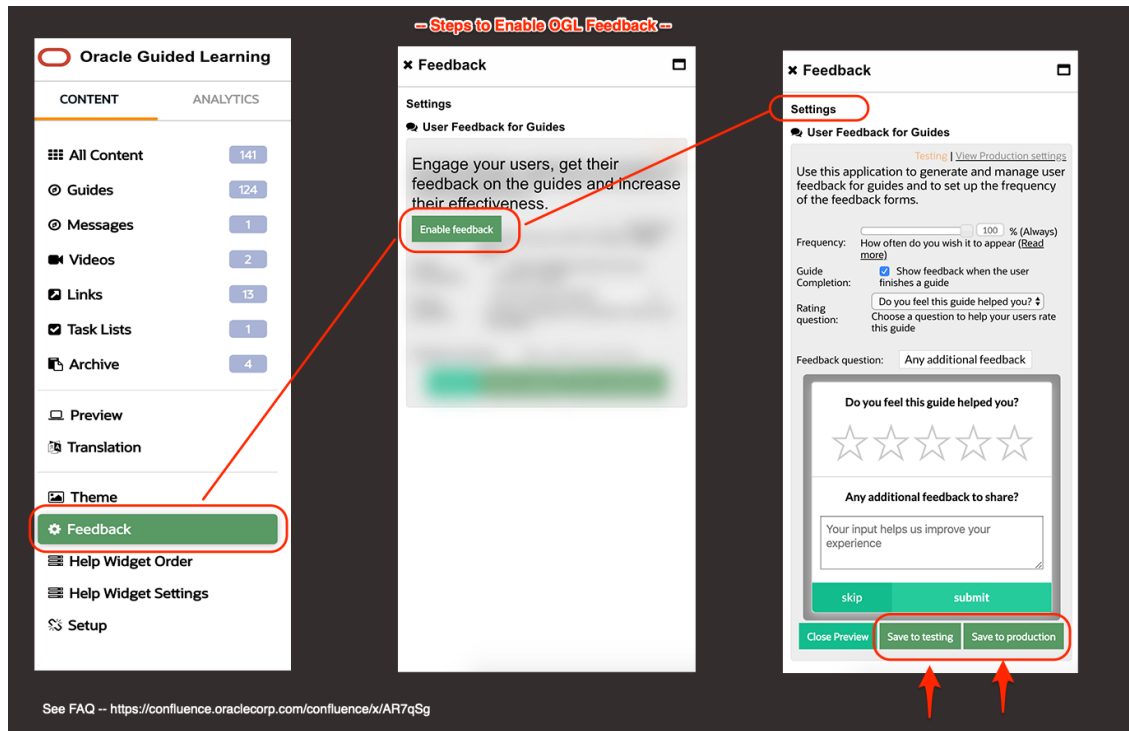 -- Steps to Enable OGL Feedback --
Oracle Guided Learning
CONTENT
ANALYTICS
All Content 141
Guides 124
Messages 1
Videos 2
Links 13
Task Lists 1
Archive 4
Preview
Translation
Theme
Feedback
Help Widget Order
Help Widget Settings
Setup
× Feedback
Settings
User Feedback for Guides
Engage your users, get their
feedback on the guides and increase
their effectiveness.
Enable feedback
× Feedback
Settings
User Feedback for Guides
Testing | View Production settings
Use this application to generate and manage user
feedback for guides and to set up the frequency
of the feedback forms.
100 % (Always)
Frequency: How often do you wish it to appear (Read
more)
Guide
Completion:
Show feedback when the user
finishes a guide
Rating
question:
Do you feel this guide helped you?
Choose a question to help your users rate
this guide
Feedback question: Any additional feedback
Do you feel this guide helped you?
Any additional feedback to share?
Your input helps us improve your
experience
skip submit
Close Preview Save to testing Save to production
See FAQ -- https://confluence.oraclecorp.com/confluence/x/AR7qSg